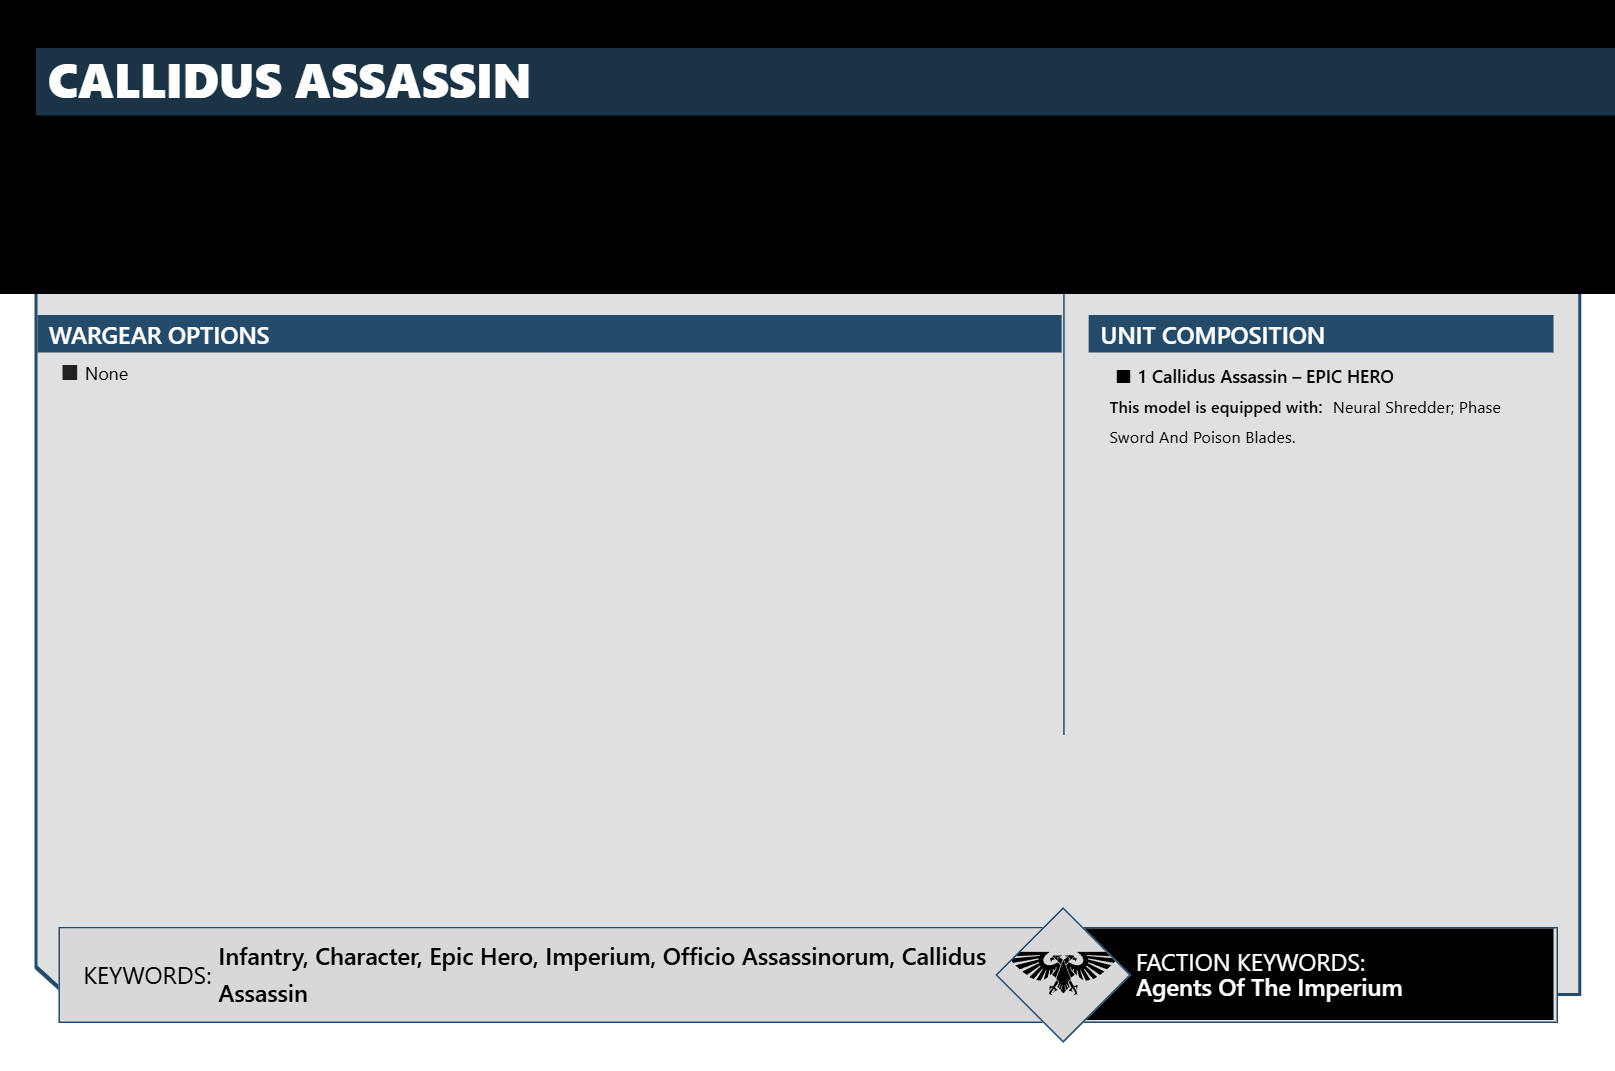 CALLIDUS ASSASSIN
WARGEAR OPTIONS
■ None
UNIT COMPOSITION
■ 1 Callidus Assassin – EPIC HERO
This model is equipped with: Neural Shredder; Phase
Sword And Poison Blades.
KEYWORDS: Infantry, Character, Epic Hero, Imperium, Officio Assassinorum, Callidus
Assassin
FACTION KEYWORDS:
Agents Of The Imperium